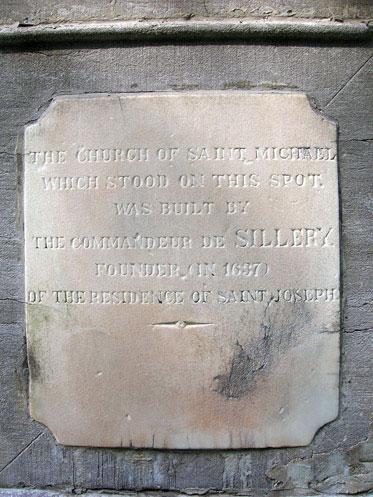 THE CHURCH OF SAINT MICHAEL
WHICH STOOD ON THIS SPOT.
WAS BUILT BY
THE COMMANDEUR DE SILLERY.
FOUNDER (IN 1637)
OF THE RESIDENCE OF SAINT JOSEPH.